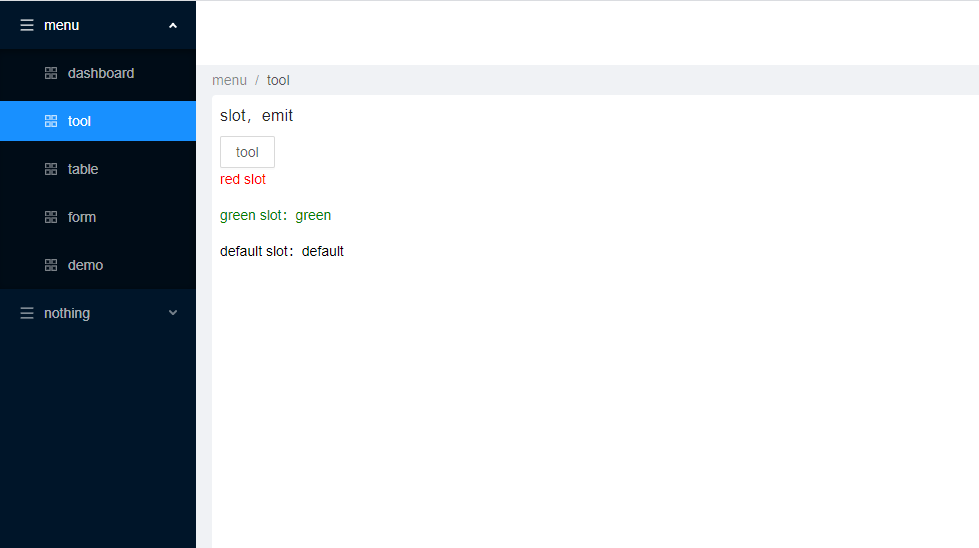 menu
dashboard
tool
table
form
demo
nothing
menu / tool
slot，emit
tool
red slot
green slot：green
default slot：default